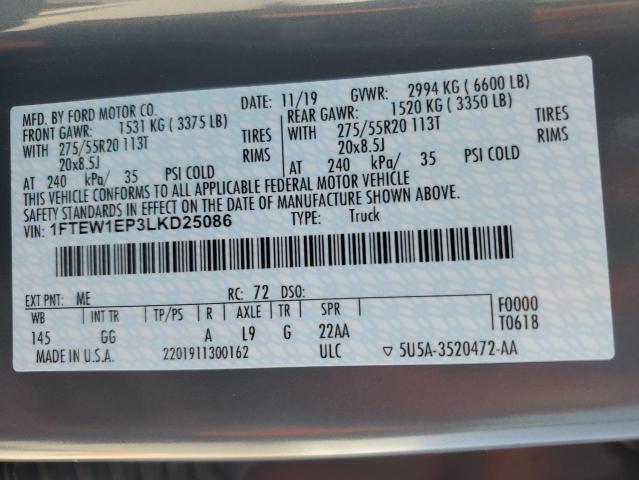 MFD. BY FORD MOTOR CO. DATE: 11/19 GVWR: 2994 KG ( 6600 LB)
FRONT GAWR: 1531 KG ( 3375 LB) REAR GAWR: 1520 KG ( 3350 LB)
WITH 275/55R20 113T TIRES WITH 275/55R20 113T TIRES
20x8.5J RIMS 20x8.5J RIMS
AT 240 kPa/ 35 PSI COLD AT 240 kPa/ 35 PSI COLD
THIS VEHICLE CONFORMS TO ALL APPLICABLE FEDERAL MOTOR VEHICLE
SAFETY STANDARDS IN EFFECT ON THE DATE OF MANUFACTURE SHOWN ABOVE.
VIN: 1FTEW1EP3LKD25086 TYPE: Truck
EXT PNT: ME RC: 72 DSO:
WB INT TR TP/PS R AXLE TR SPR F0000
145 GG A L9 G 22AA T0618
MADE IN U.S.A. 2201911300162 ULC ▽ 5U5A-3520472-AA